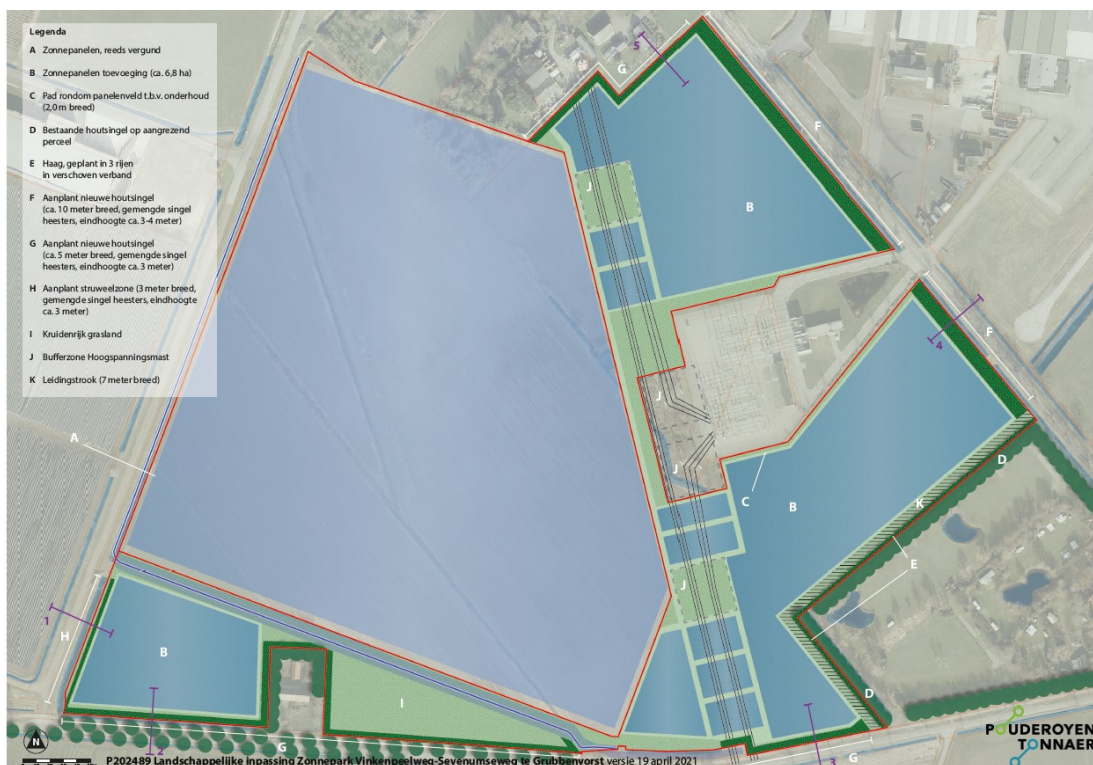 Legenda
A Zonnepanelen, reeds vergund
B Zonnepanelen toevoeging (ca. 6,8 ha)
C Pad rondom panelenveld t.b.v. onderhoud
(2,0 m breed)
D Bestaande houtsingel op aangrezend
perceel
E Haag, geplant in 3 rijen
in verschoven verband
F Aanplant nieuwe houtsingel
(ca. 10 meter breed, gemengde singel
heesters, eindhoogte ca. 3-4 meter)
G Aanplant nieuwe houtsingel
(ca. 5 meter breed, gemengde singel
heesters, eindhoogte ca. 3 meter)
H Aanplant struweelzone (3 meter breed,
gemengde singel heesters, eindhoogte
ca. 3 meter)
I Kruidenrijk grasland
J Bufferzone Hoogspanningsmast
K Leidingstrook (7 meter breed)
5
G
F
J
B
4
F
A
J
J
C
B
D
K
E
J
1
H
B
I
D
2
G
3
G
N
P202489 Landschappelijke inpassing Zonnepark Vinkenpeelweg-Sevenumseweg te Grubbenvorst versie 19 april 2021
POUDEROYEN
TONNAER